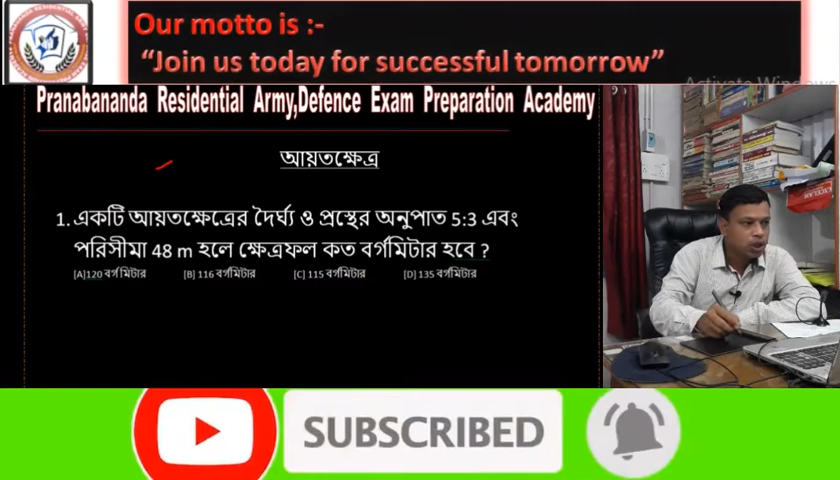 Our motto is :-
“Join us today for successful tomorrow”
Activate Windows
Pranabananda Residential Army,Defence Exam Preparation Academy
আয়তক্ষেত্র
1. একটি আয়তক্ষেত্রের দৈর্ঘ্য ও প্রস্থের অনুপাত 5:3 এবং
পরিসীমা 48 m হলে ক্ষেত্রফল কত বর্গমিটার হবে ?
[A]120 বর্গমিটার [B] 116 বর্গমিটার [C] 115 বর্গমিটার [D] 135 বর্গমিটার
SUBSCRIBED